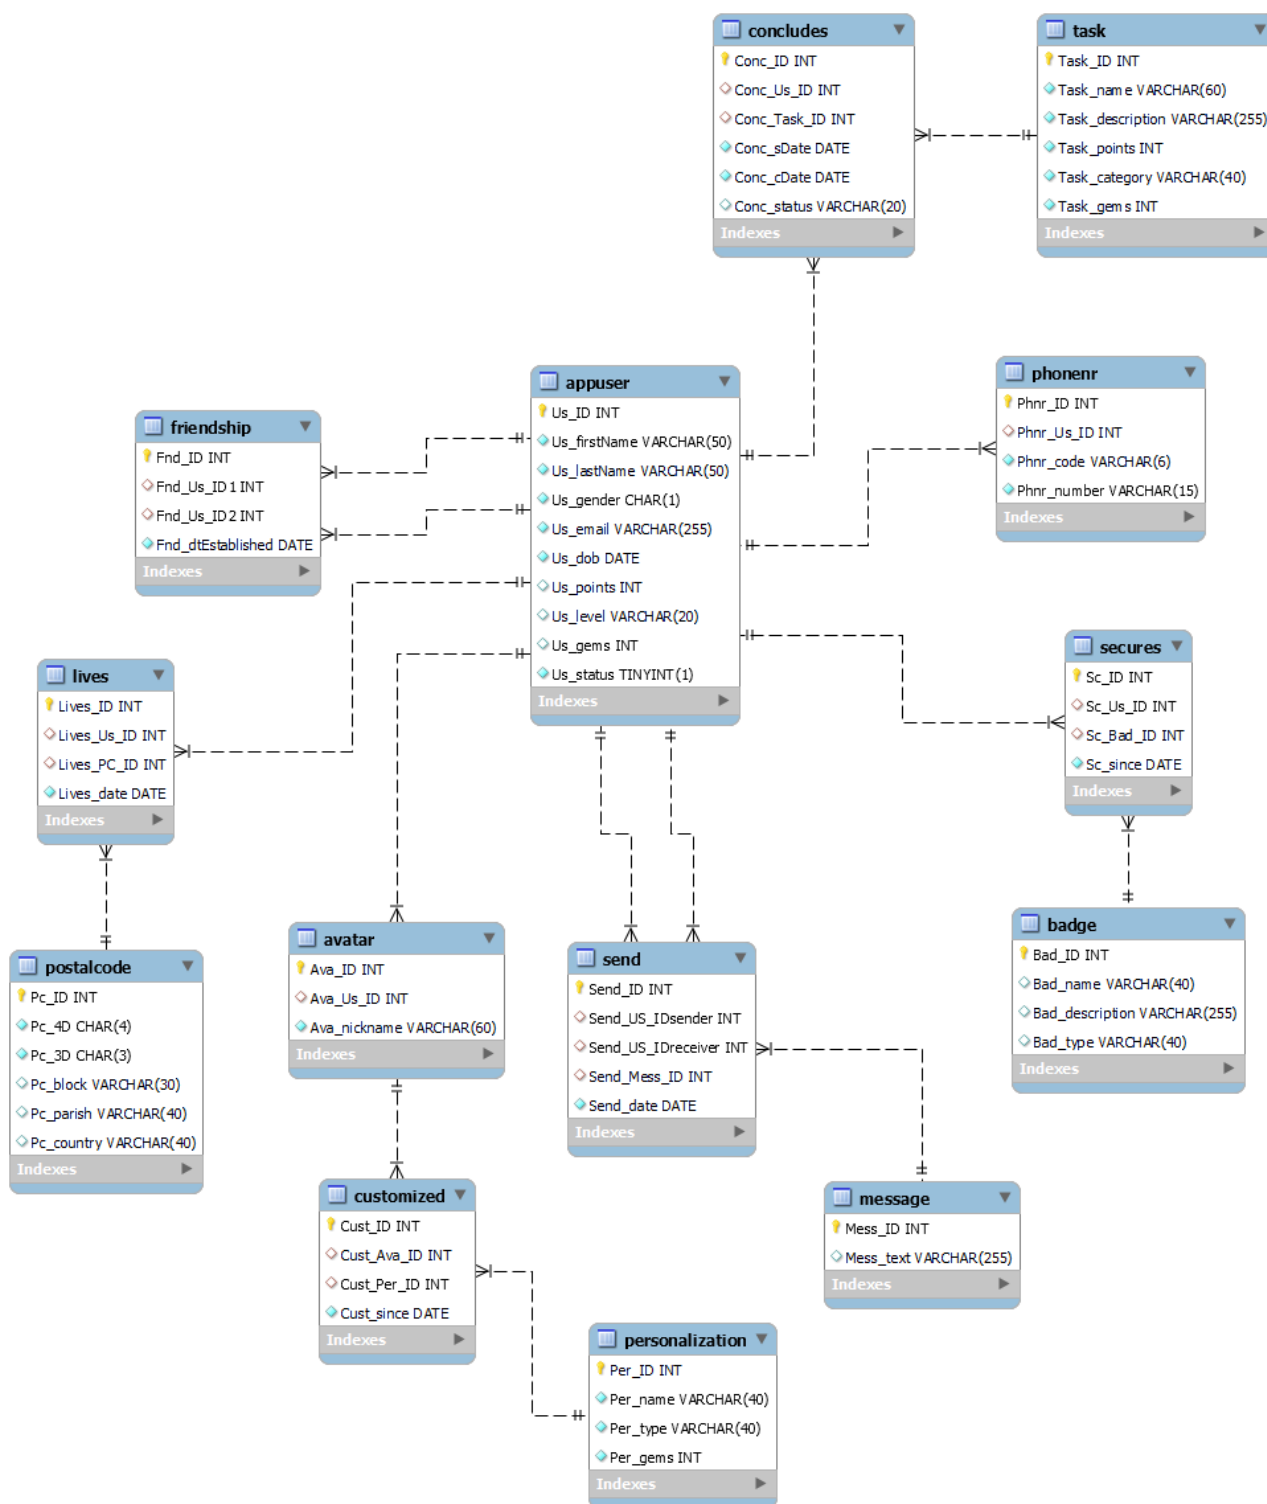 concludes
Conc_ID INT
Conc_Us_ID INT
Conc_Task_ID INT
Conc_sDate DATE
Conc_cDate DATE
Conc_status VARCHAR(20)
Indexes
task
Task_ID INT
Task_name VARCHAR(60)
Task_description VARCHAR(255)
Task_points INT
Task_category VARCHAR(40)
Task_gems INT
Indexes
appuser
Us_ID INT
Us_firstName VARCHAR(50)
Us_lastName VARCHAR(50)
Us_gender CHAR(1)
Us_email VARCHAR(255)
Us_dob DATE
Us_points INT
Us_level VARCHAR(20)
Us_gems INT
Us_status TINYINT(1)
Indexes
phonenr
Phnr_ID INT
Phnr_Us_ID INT
Phnr_code VARCHAR(6)
Phnr_number VARCHAR(15)
Indexes
friendship
Fnd_ID INT
Fnd_Us_ID1 INT
Fnd_Us_ID2 INT
Fnd_dtEstablished DATE
Indexes
lives
Lives_ID INT
Lives_Us_ID INT
Lives_PC_ID INT
Lives_date DATE
Indexes
secures
Sc_ID INT
Sc_Us_ID INT
Sc_Bad_ID INT
Sc_since DATE
Indexes
postalcode
Pc_ID INT
Pc_4D CHAR(4)
Pc_3D CHAR(3)
Pc_block VARCHAR(30)
Pc_parish VARCHAR(40)
Pc_country VARCHAR(40)
Indexes
avatar
Ava_ID INT
Ava_Us_ID INT
Ava_nickname VARCHAR(60)
Indexes
send
Send_ID INT
Send_US_IDsender INT
Send_US_IDreceiver INT
Send_Mess_ID INT
Send_date DATE
Indexes
badge
Bad_ID INT
Bad_name VARCHAR(40)
Bad_description VARCHAR(255)
Bad_type VARCHAR(40)
Indexes
customized
Cust_ID INT
Cust_Ava_ID INT
Cust_Per_ID INT
Cust_since DATE
Indexes
message
Mess_ID INT
Mess_text VARCHAR(255)
Indexes
personalization
Per_ID INT
Per_name VARCHAR(40)
Per_type VARCHAR(40)
Per_gems INT
Indexes